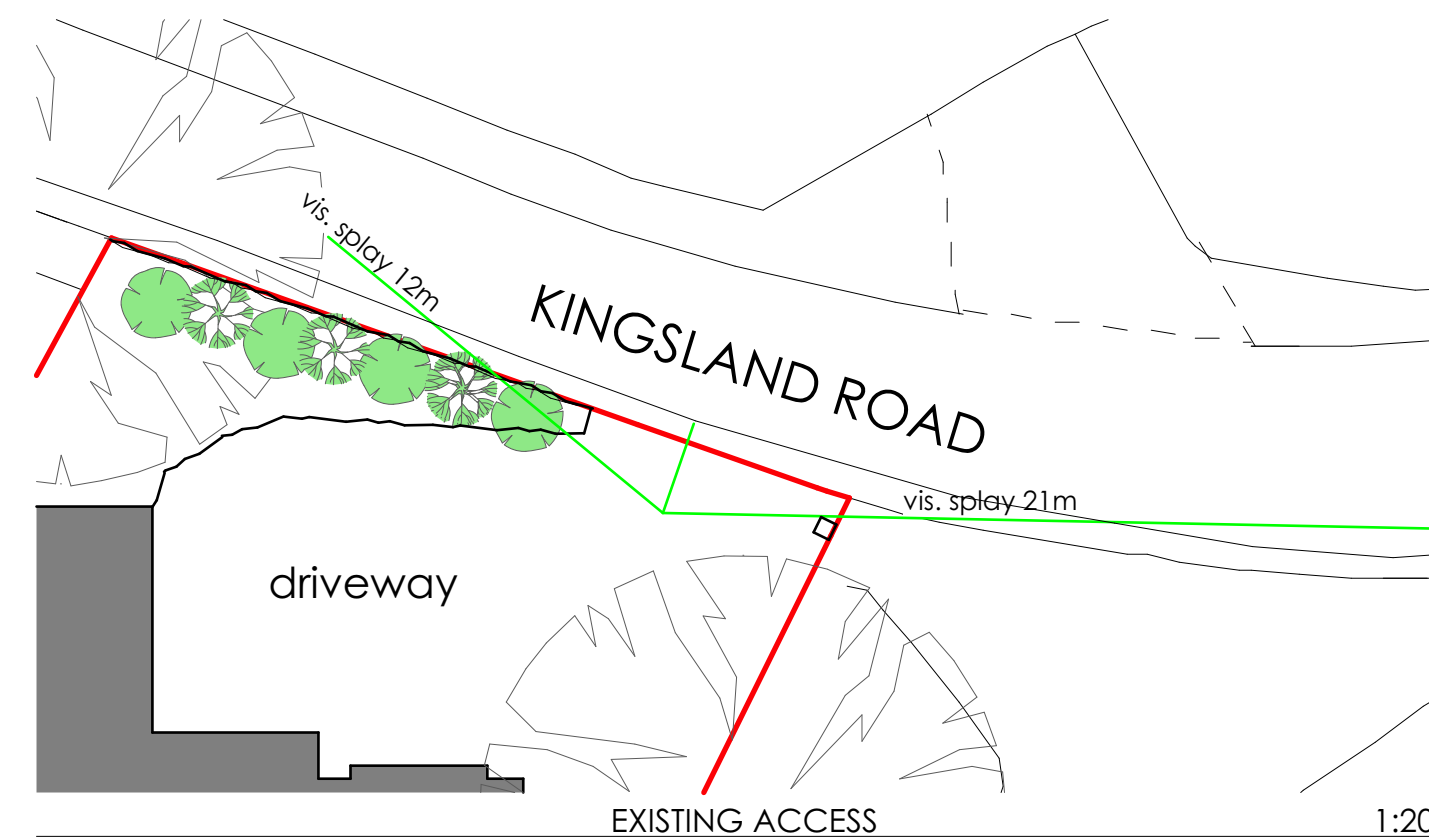 vis. splay 12m
KINGSLAND ROAD
vis. splay 21m
driveway
EXISTING ACCESS
1:20